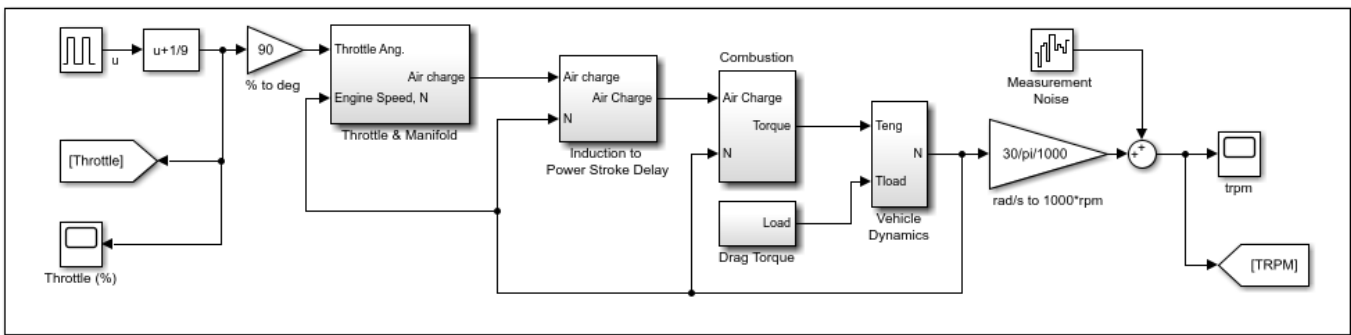 u
u+1/9
90
% to deg
[Throttle]
Throttle (%)
Throttle Ang.
Air charge
Engine Speed, N
Throttle & Manifold
Air charge
Air Charge
N
Induction to
Power Stroke Delay
Combustion
Air Charge
Torque
N
Load
Drag Torque
Teng
N
Tload
Vehicle
Dynamics
30/pi/1000
rad/s to 1000*rpm
Measurement
Noise
+
+
trpm
[TRPM]